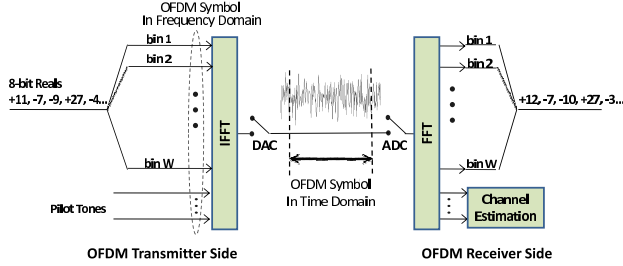 OFDM Symbol
In Frequency Domain
bin 1
bin 2
8-bit Reals
+11, -7, -9, +27, -4...
bin W
Pilot Tones
IFFT
DAC
OFDM Symbol
In Time Domain
ADC
FFT
bin 1
bin 2
+12, -7, -10, +27, -3...
bin W
Channel
Estimation
OFDM Transmitter Side
OFDM Receiver Side